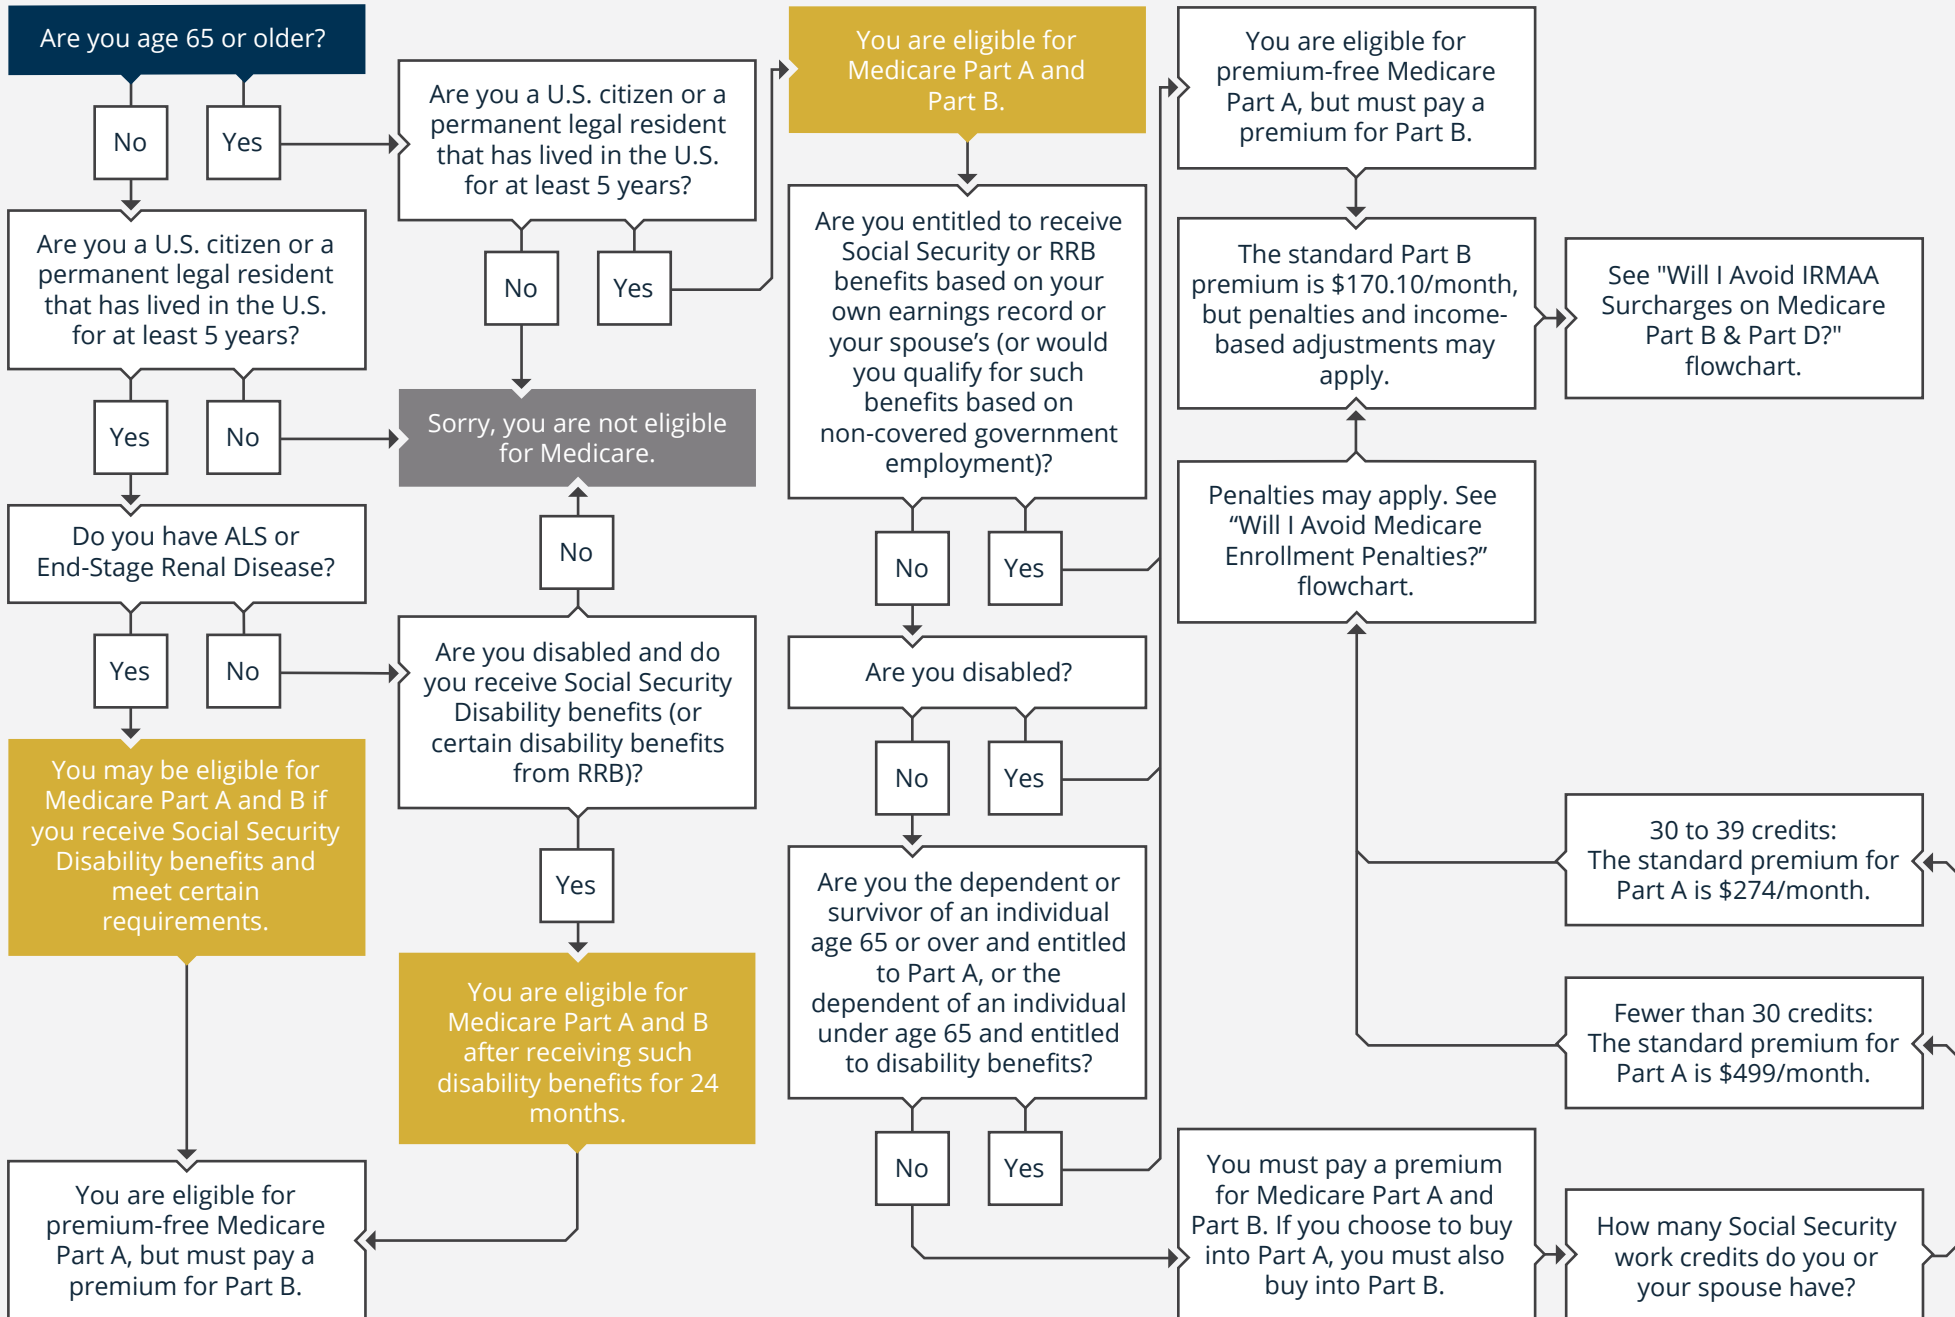 Are you age 65 or older?
No
Yes
Are you a U.S. citizen or a
permanent legal resident
that has lived in the U.S.
for at least 5 years?
Yes
No
Do you have ALS or
End-Stage Renal Disease?
Yes
No
You may be eligible for
Medicare Part A and B if
you receive Social Security
Disability benefits and
meet certain
requirements.
You are eligible for
premium-free Medicare
Part A, but must pay a
premium for Part B.
Are you a U.S. citizen or a
permanent legal resident
that has lived in the U.S.
for at least 5 years?
No
Yes
Sorry, you are not eligible
for Medicare.
No
Are you disabled and do
you receive Social Security
Disability benefits (or
certain disability benefits
from RRB)?
Yes
You are eligible for
Medicare Part A and B
after receiving such
disability benefits for 24
months.
You are eligible for
Medicare Part A and
Part B.
Are you entitled to receive
Social Security or RRB
benefits based on your
own earnings record or
your spouse’s (or would
you qualify for such
benefits based on
non-covered government
employment)?
No
Yes
Are you disabled?
No
Yes
Are you the dependent or
survivor of an individual
age 65 or over and entitled
to Part A, or the
dependent of an individual
under age 65 and entitled
to disability benefits?
No
Yes
You are eligible for
premium-free Medicare
Part A, but must pay a
premium for Part B.
The standard Part B
premium is $170.10/month,
but penalties and income-
based adjustments may
apply.
See "Will I Avoid IRMAA
Surcharges on Medicare
Part B & Part D?"
flowchart.
Penalties may apply. See
“Will I Avoid Medicare
Enrollment Penalties?”
flowchart.
30 to 39 credits:
The standard premium for
Part A is $274/month.
Fewer than 30 credits:
The standard premium for
Part A is $499/month.
You must pay a premium
for Medicare Part A and
Part B. If you choose to buy
into Part A, you must also
buy into Part B.
How many Social Security
work credits do you or
your spouse have?